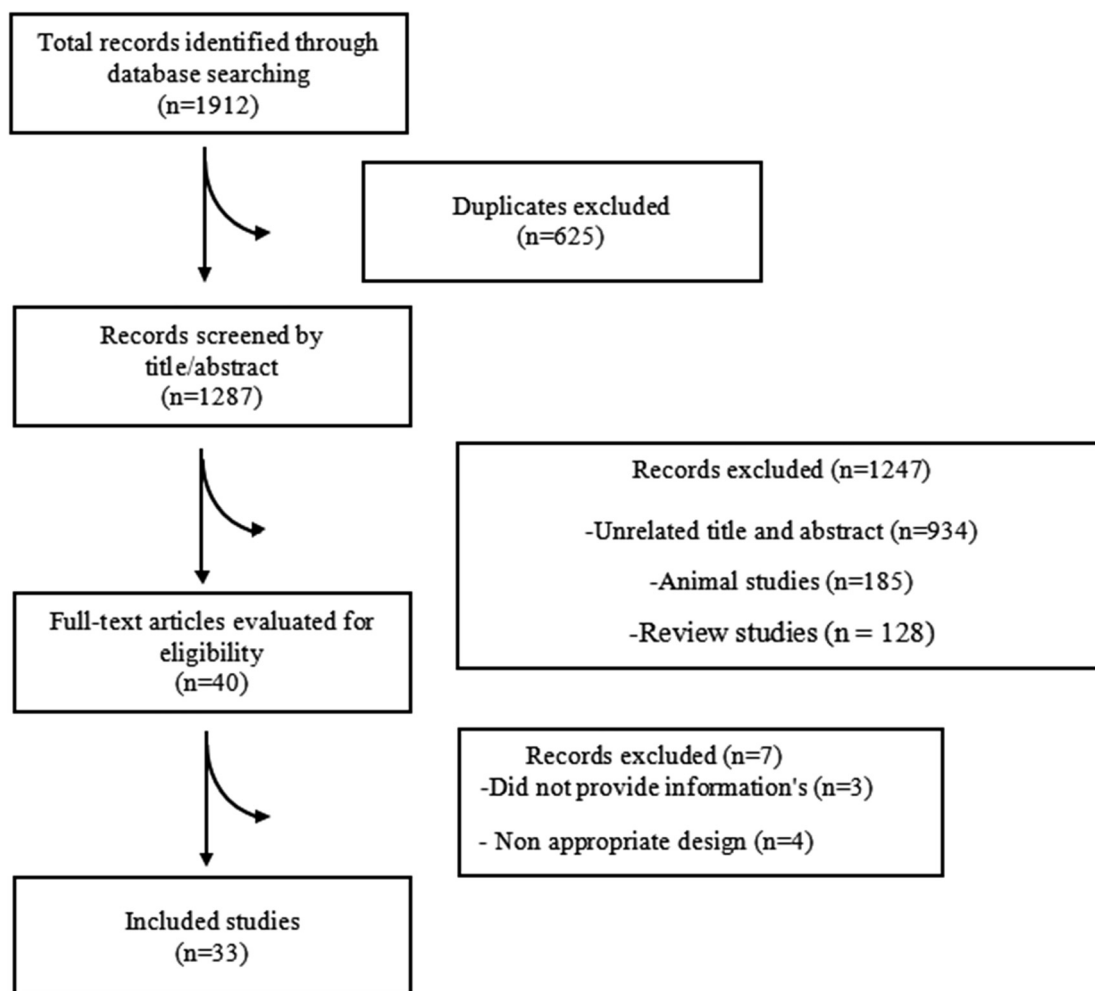 Total records identified through
database searching
(n=1912)
Duplicates excluded
(n=625)
Records screened by
title/abstract
(n=1287)
Records excluded (n=1247)
-Unrelated title and abstract (n=934)
-Animal studies (n=185)
-Review studies (n = 128)
Full-text articles evaluated for
eligibility
(n=40)
Records excluded (n=7)
-Did not provide information's (n=3)
- Non appropriate design (n=4)
Included studies
(n=33)